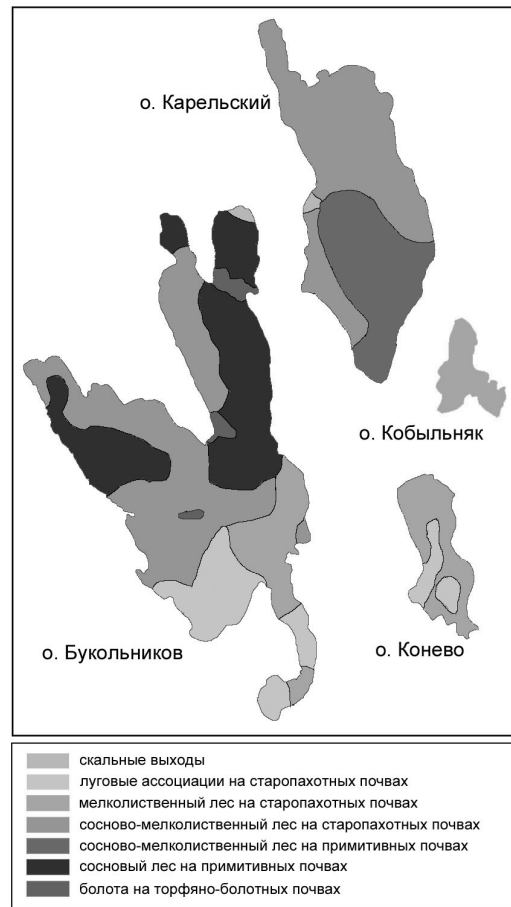 о. Карельский
о. Кобыльняк
о. Букольников
о. Конево
скальные выходы
луговые ассоциации на старопахотных почвах
мелколиственный лес на старопахотных почвах
сосново-мелколиственный лес на старопахотных почвах
сосново-мелколиственный лес на примитивных почвах
сосновый лес на примитивных почвах
болота на торфяно-болотных почвах